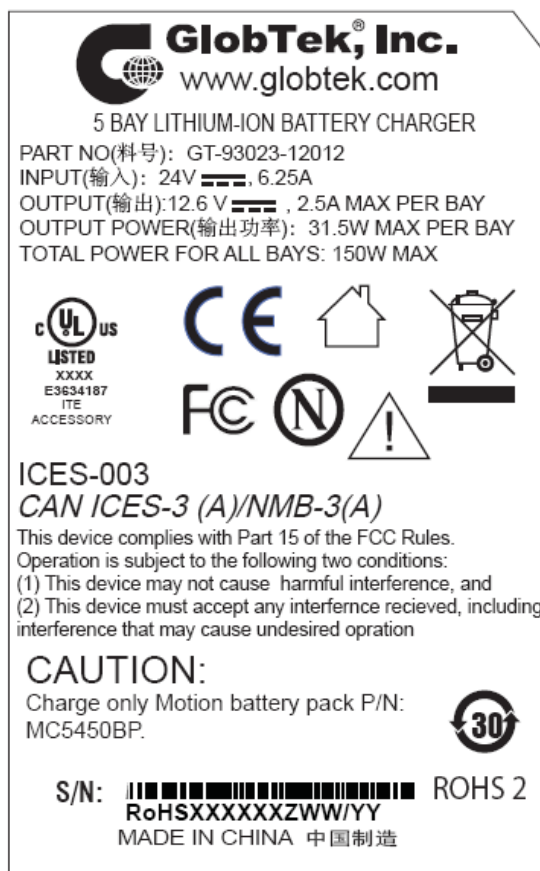 GlobTek,® Inc.
www.globtek.com
5 BAY LITHIUM-ION BATTERY CHARGER
PART NO(料号)：GT-93023-12012
INPUT(输入)：24V , 6.25A
OUTPUT(输出):12.6 V , 2.5A MAX PER BAY
OUTPUT POWER(输出功率)：31.5W MAX PER BAY
TOTAL POWER FOR ALL BAYS: 150W MAX
C UL US
LISTED
XXXX
E3634187
ITE
ACCESSORY
CE
FC
N
!
ICES-003
CAN ICES-3 (A)/NMB-3(A)
This device complies with Part 15 of the FCC Rules.
Operation is subject to the following two conditions:
(1) This device may not cause harmful interference, and
(2) This device must accept any interfernce recieved, including
interference that may cause undesired opration
CAUTION:
Charge only Motion battery pack P/N:
MC5450BP.
30
ROHS 2
S/N:
RoHSXXXXXXZWW/YY
MADE IN CHINA 中国制造